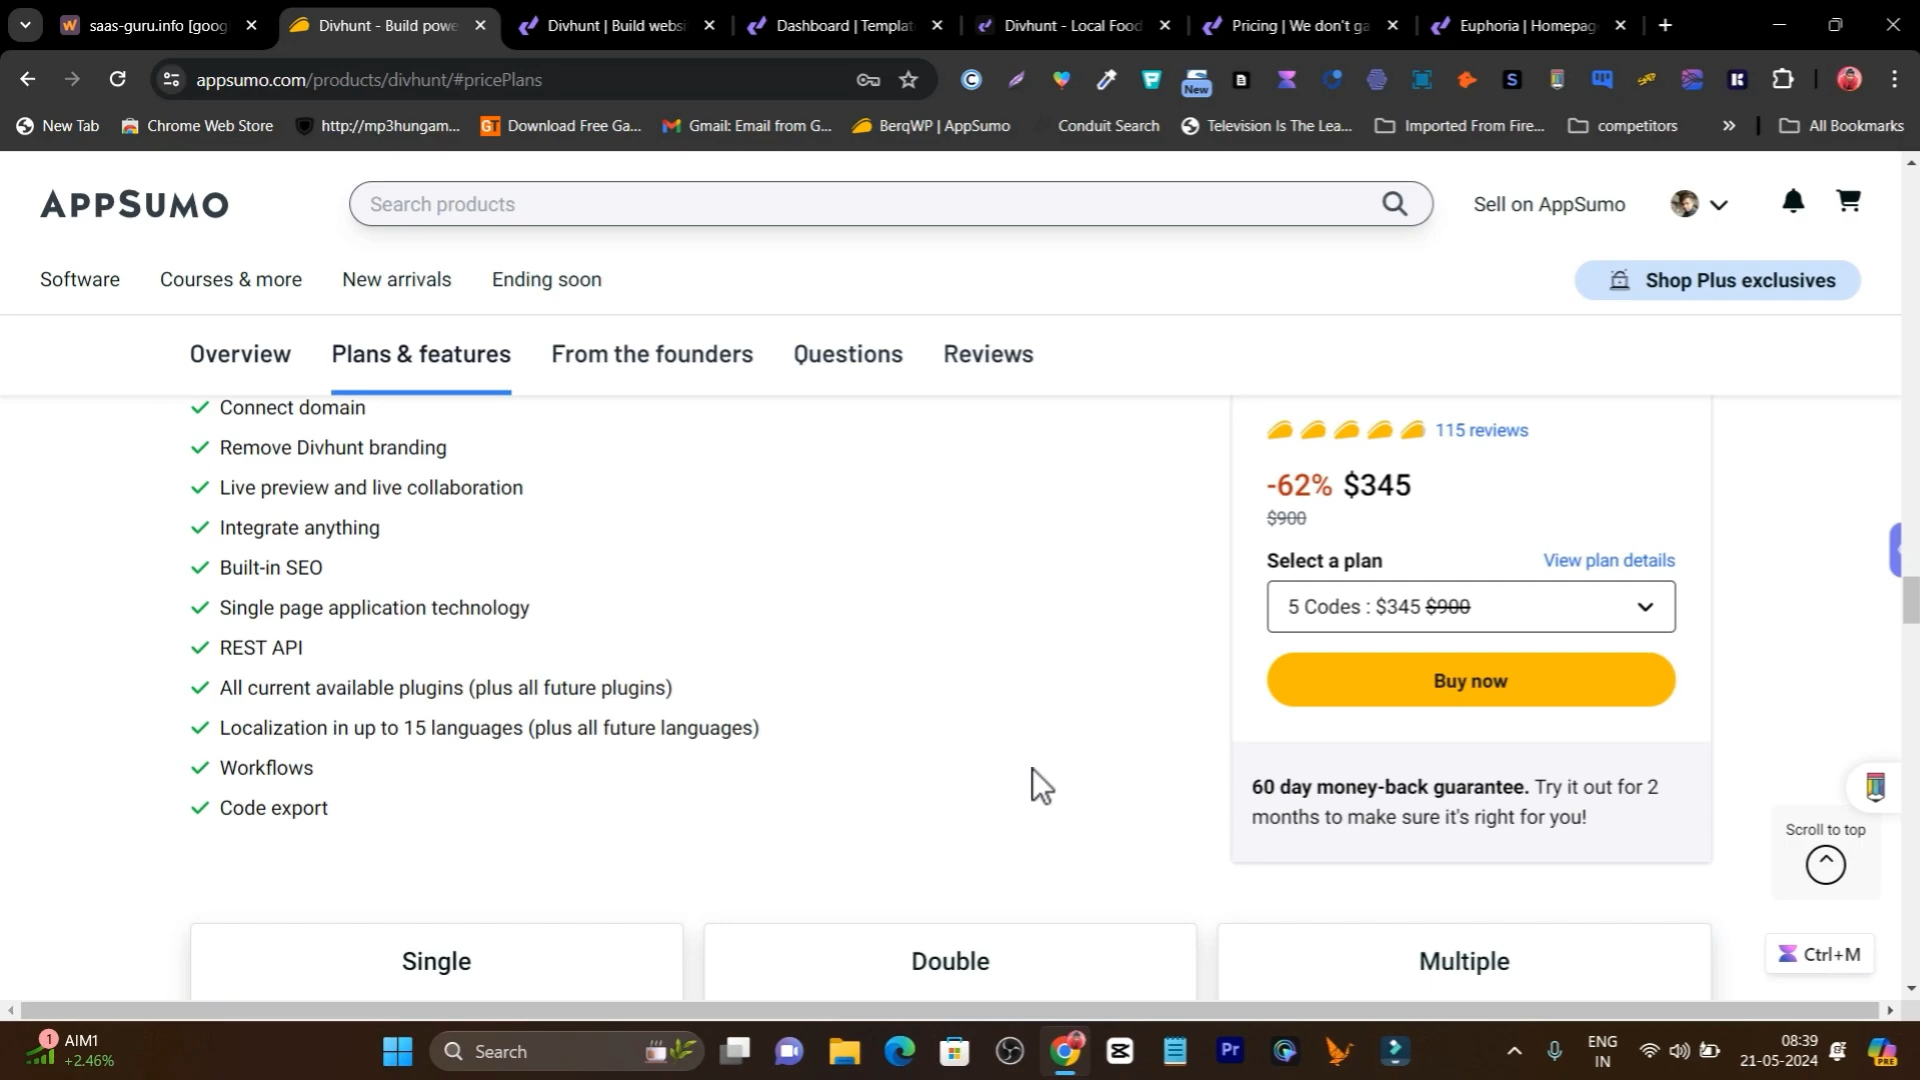 saas-guru.info [goog
Divhunt - Build powe
Divhunt | Build websi
Dashboard | Templat
Divhunt - Local Food
Pricing | We don't ga
Euphoria | Homepag
appsumo.com/products/divhunt/#pricePlans
New
New Tab
Chrome Web Store
http://mp3hungam...
Download Free Ga...
Gmail: Email from G...
BerqWP | AppSumo
Conduit Search
Television Is The Lea...
Imported From Fire...
competitors
All Bookmarks
APPSUMO
Search products
Sell on AppSumo
Software
Courses & more
New arrivals
Ending soon
Shop Plus exclusives
Overview
Plans & features
From the founders
Questions
Reviews
Connect domain
Remove Divhunt branding
Live preview and live collaboration
Integrate anything
Built-in SEO
Single page application technology
REST API
All current available plugins (plus all future plugins)
Localization in up to 15 languages (plus all future languages)
Workflows
Code export
115 reviews
-62% $345
$900
Select a plan
View plan details
5 Codes : $345 $900
Buy now
60 day money-back guarantee. Try it out for 2
months to make sure it's right for you!
Scroll to top
Ctrl+M
Single
Double
Multiple
1
AIM1
+2.46%
Search
Pr
ENG
IN
08:39
21-05-2024
PRE